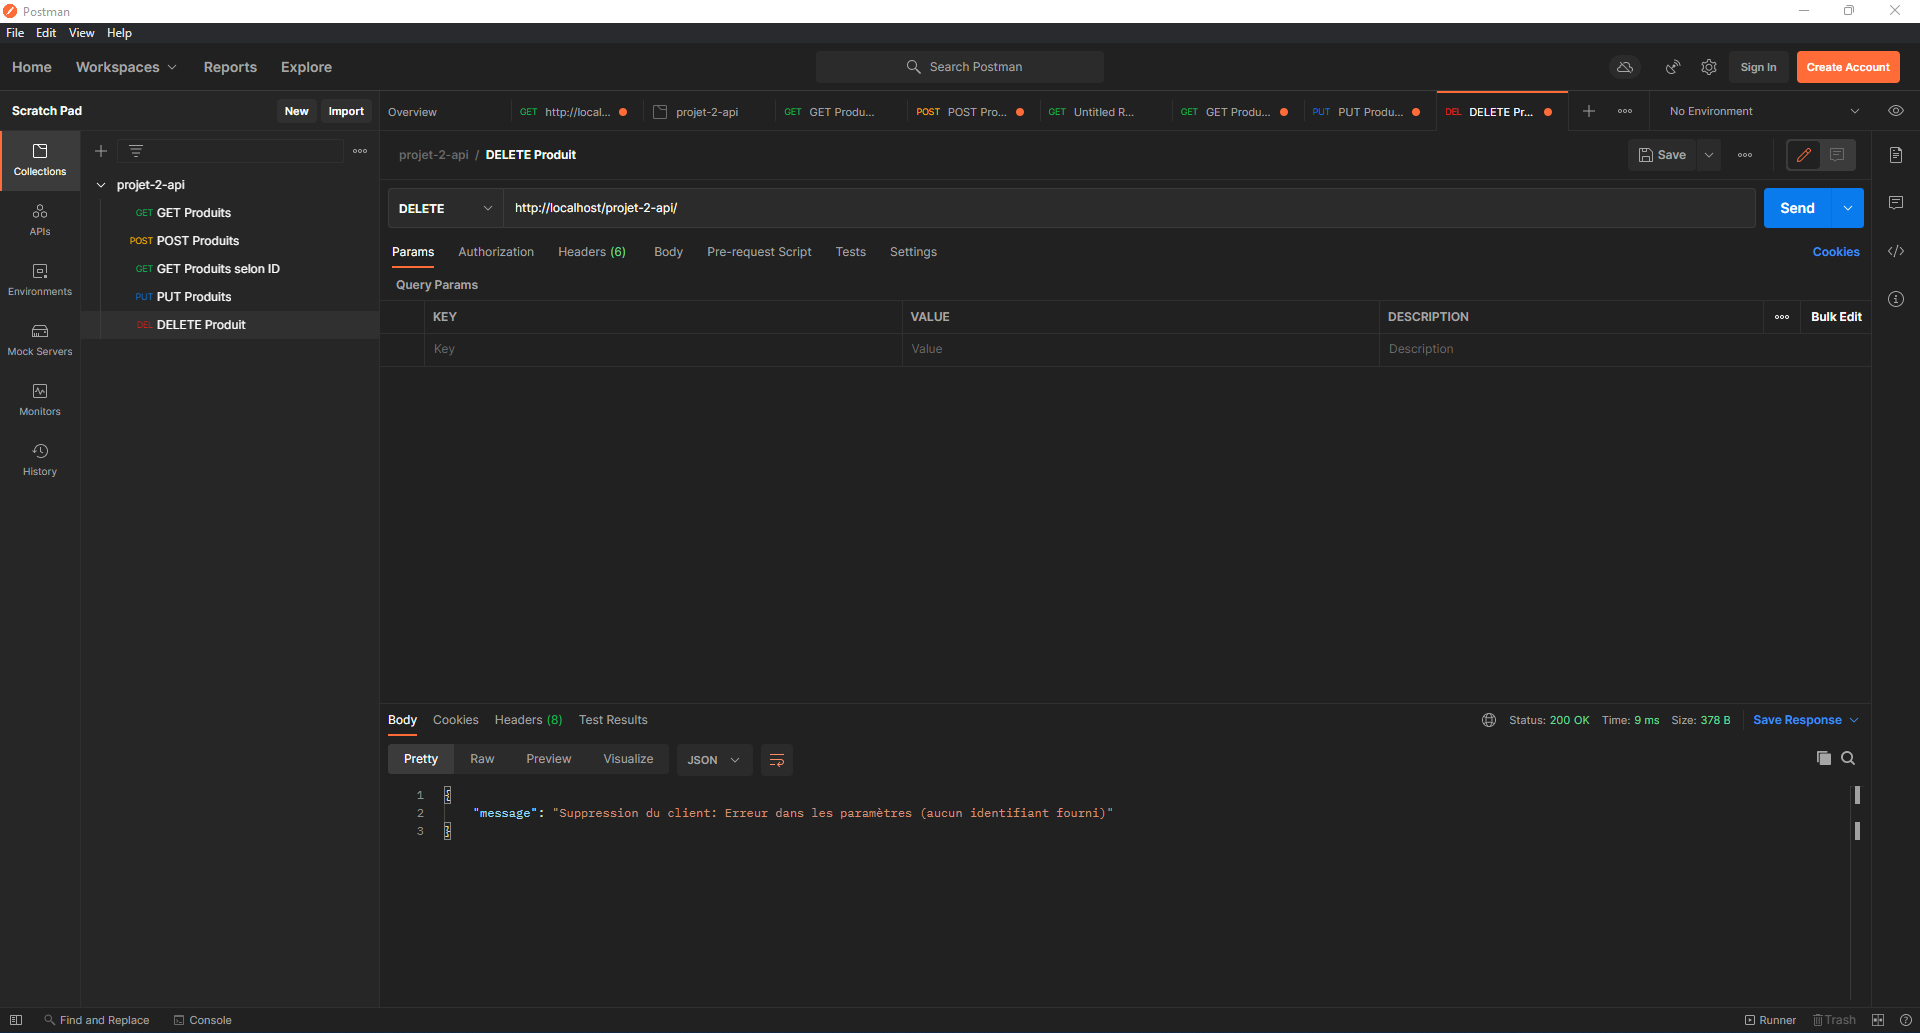 Postman
File Edit View Help
Home Workspaces Reports Explore
Search Postman
Sign In Create Account
Scratch Pad New Import
Overview GET http://local... projet-2-api GET GET Produ... POST POST Pro... GET Untitled R... GET GET Produ... PUT PUT Produ... DEL DELETE Pr... No Environment
Collections
APIs
Environments
Mock Servers
Monitors
History
projet-2-api
GET GET Produits
POST POST Produits
GET GET Produits selon ID
PUT PUT Produits
DEL DELETE Produit
projet-2-api / DELETE Produit Save
DELETE http://localhost/projet-2-api/ Send
Params Authorization Headers (6) Body Pre-request Script Tests Settings Cookies
Query Params
KEY VALUE DESCRIPTION Bulk Edit
Key Value Description
Body Cookies Headers (8) Test Results Status: 200 OK Time: 9 ms Size: 378 B Save Response
Pretty Raw Preview Visualize JSON
1 {
2 "message": "Suppression du client: Erreur dans les paramètres (aucun identifiant fourni)"
3 }
Find and Replace Console Runner Trash